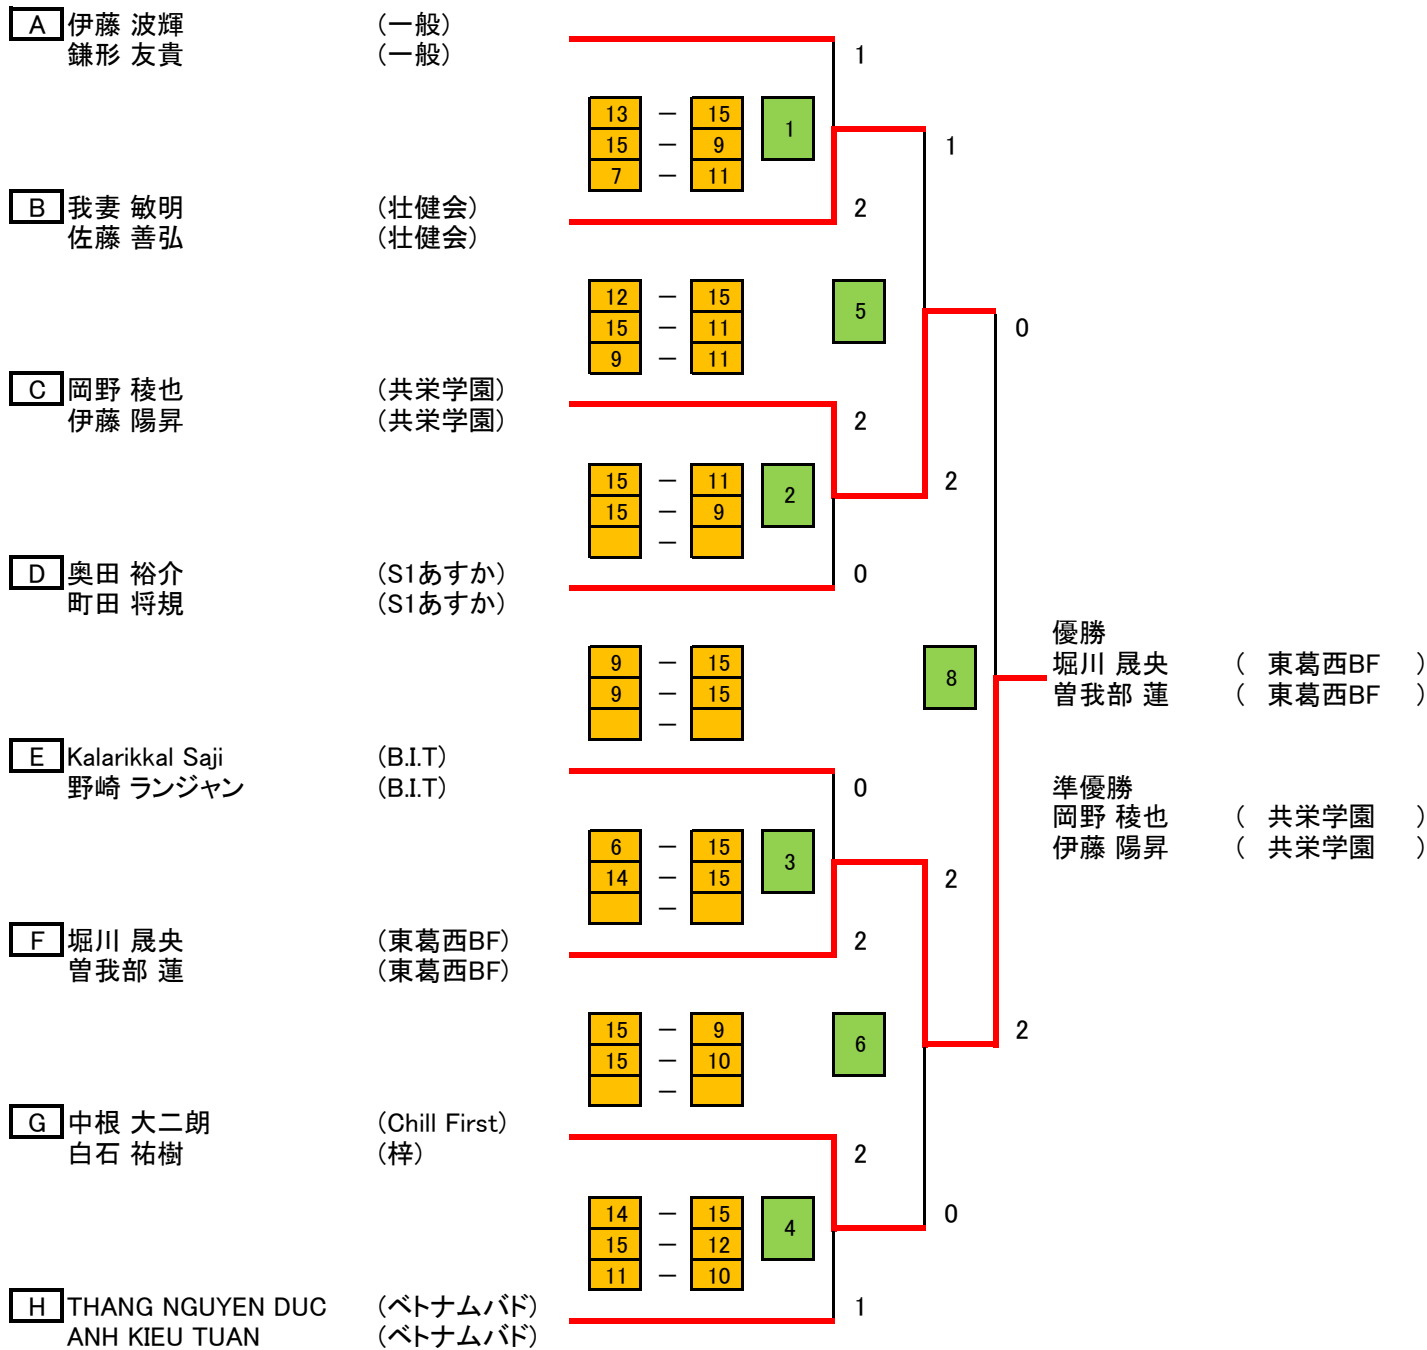 A 伊藤 波輝 (一般)
鎌形 友貴 (一般)
1
13 － 15
1
15 － 9
1
7 － 11
B 我妻 敏明 (壮健会)
2
佐藤 善弘 (壮健会)
12 － 15
5
15 － 11
0
9 － 11
C 岡野 稜也 (共栄学園)
伊藤 陽昇 (共栄学園)
2
15 － 11
2
2
15 － 9
－
D 奥田 裕介 (S1あすか)
0
町田 将規 (S1あすか)
優勝
9 － 15
堀川 晟央 ( 東葛西BF )
8
9 － 15
曽我部 蓮 ( 東葛西BF )
－
E Kalarikkal Saji (B.I.T)
野崎 ランジャン (B.I.T)
0
準優勝
岡野 稜也 ( 共栄学園 )
6 － 15
伊藤 陽昇 ( 共栄学園 )
3
14 － 15
2
－
F 堀川 晟央 (東葛西BF)
2
曽我部 蓮 (東葛西BF)
15 － 9
2
6
15 － 10
－
G 中根 大二朗 (Chill First)
白石 祐樹 (梓)
2
14 － 15
0
4
15 － 12
11 － 10
H THANG NGUYEN DUC (ベトナムバド)
1
ANH KIEU TUAN (ベトナムバド)